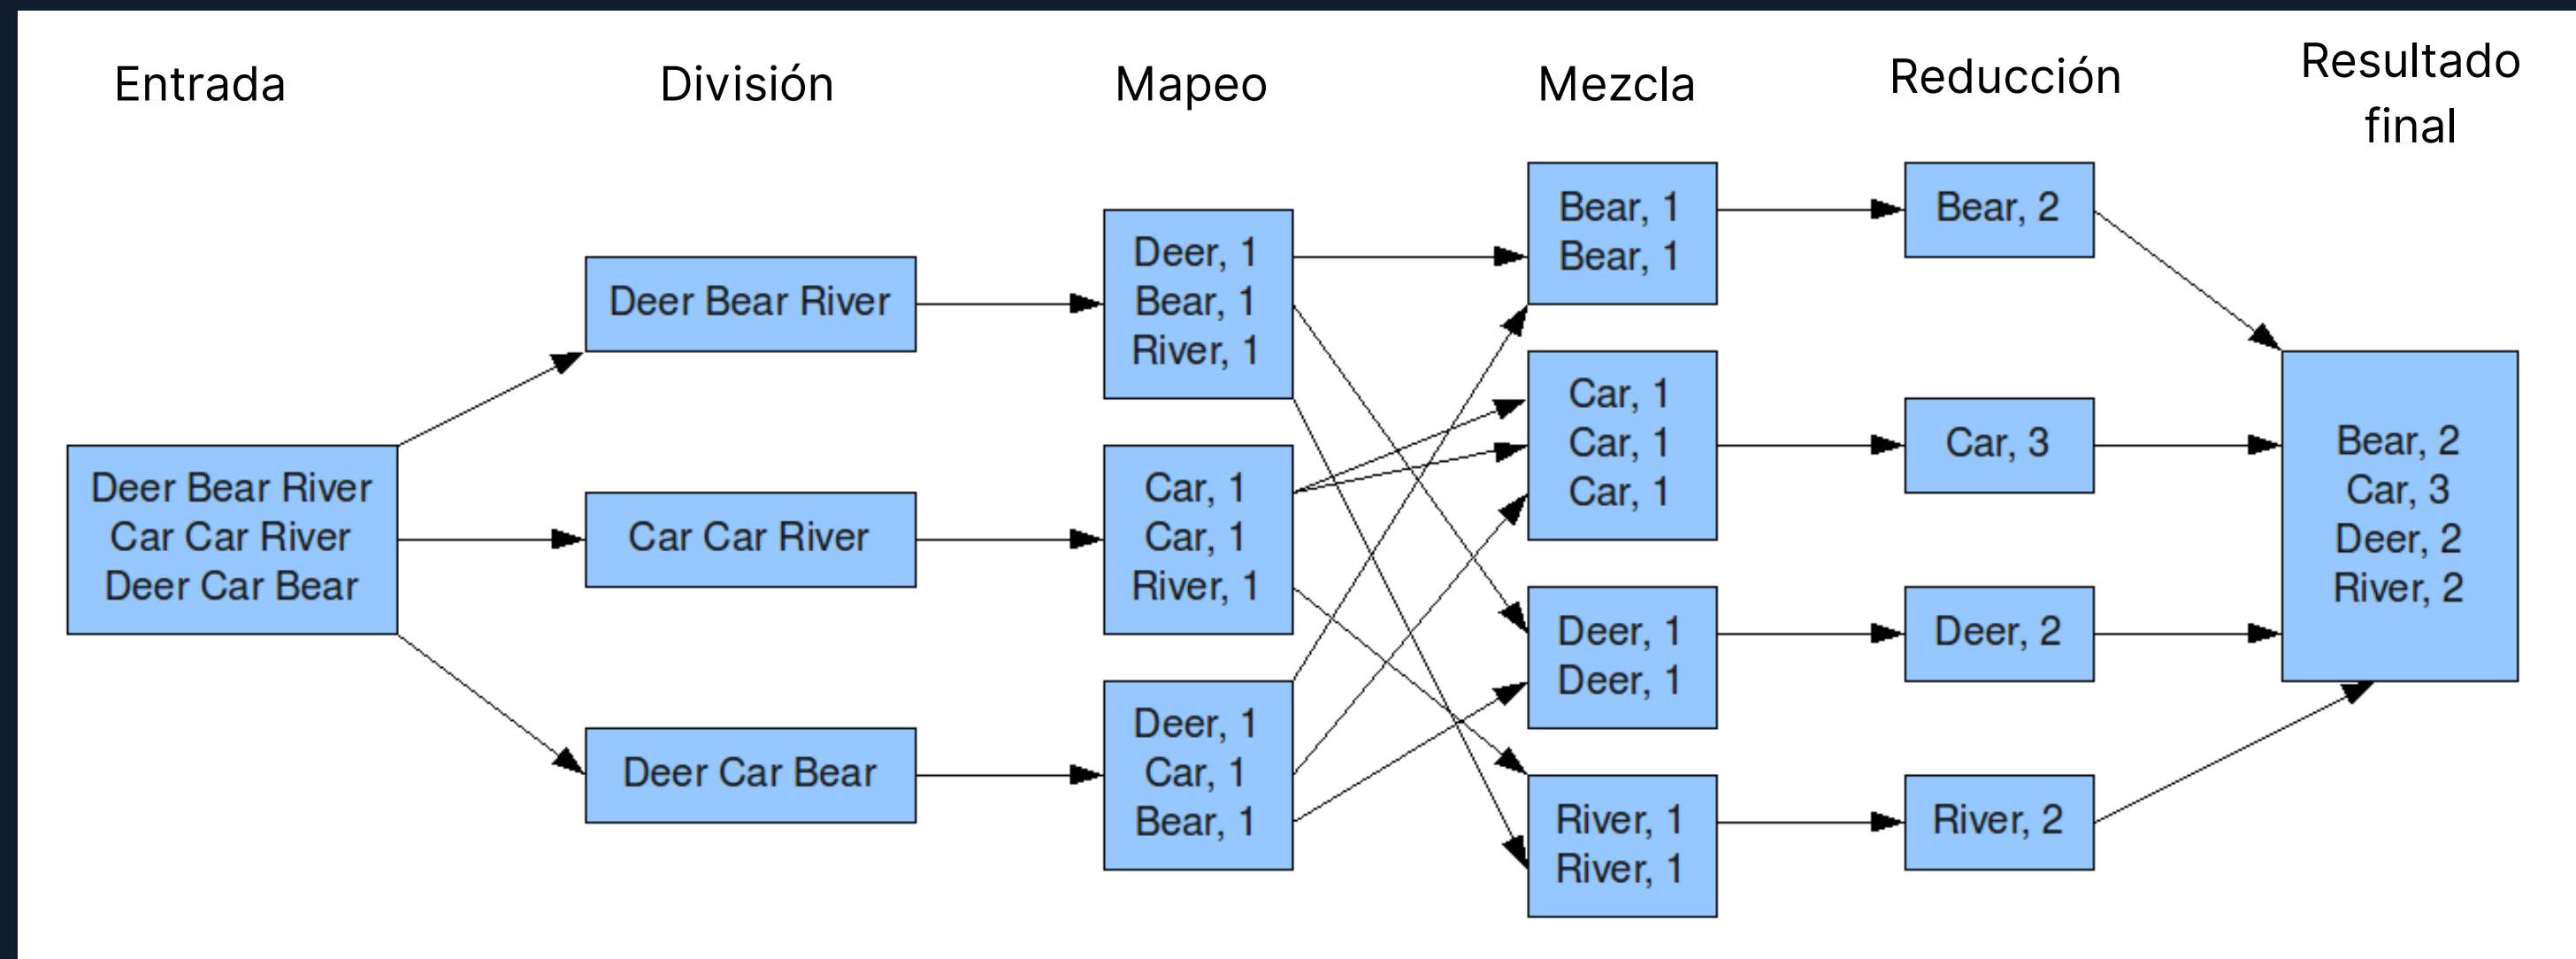 Entrada
División
Mapeo
Mezcla
Reducción
Resultado
final
Deer Bear River
Car Car River
Deer Car Bear
Deer Bear River
Car Car River
Deer Car Bear
Deer, 1
Bear, 1
River, 1
Car, 1
Car, 1
River, 1
Deer, 1
Car, 1
Bear, 1
Bear, 1
Bear, 1
Car, 1
Car, 1
Car, 1
Deer, 1
Deer, 1
River, 1
River, 1
Bear, 2
Car, 3
Deer, 2
River, 2
Bear, 2
Car, 3
Deer, 2
River, 2